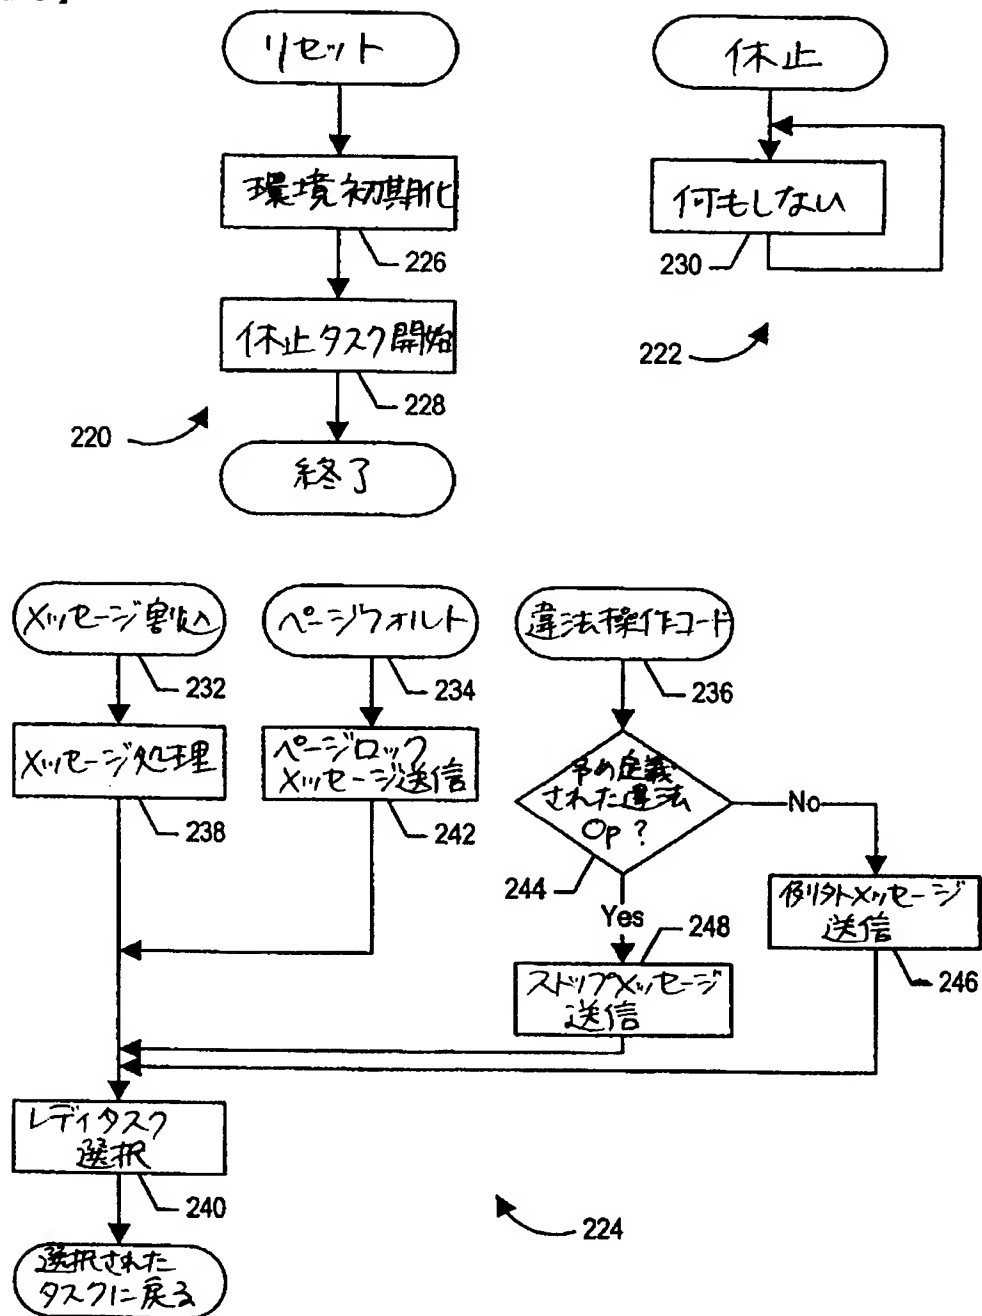 リセット
環境初期化
226
休止タスク開始
228
220
終了
休止
何もしない
230
222
メッセージ割込
232
メッセージ処理
238
ページフォルト
234
ページロック
メッセージ送信
242
違法操作コード
236
予め定義
された違法
Op ?
244
No
Yes
248
ストップメッセージ
送信
例外メッセージ
送信
246
レディタスク
選択
240
選択された
タスクに戻る
224